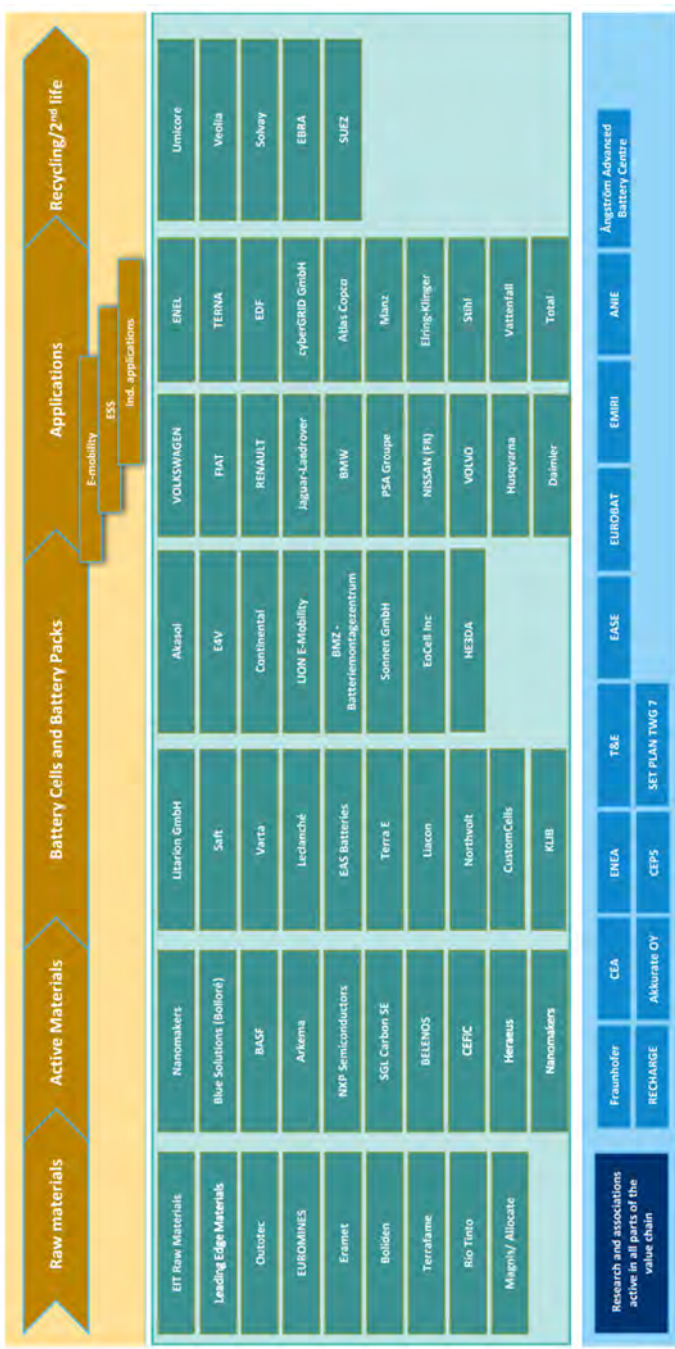 Raw materials
Active Materials
Battery Cells and Battery Packs
Applications
Recycling/2nd life
E-mobility
ESS
Ind. applications
EIT Raw Materials
Leading Edge Materials
Outotec
EUROMINES
Eramet
Boliden
Terrafame
Rio Tinto
Magnis/ Allocate
Nanomakers
Blue Solutions (Bolloré)
BASF
Arkema
NXP Semiconductors
SGL Carbon SE
BELENOS
CEFIC
Heraeus
Nanomakers
Litarion GmbH
Saft
Varta
Leclanché
EAS Batteries
Terra E
Liacon
Northvolt
CustomCells
KLIB
Akasol
E4V
Continental
LION E-Mobility
BMZ -
Batteriemontagezentrum
Sonnen GmbH
EoCell Inc
HE3DA
VOLKSWAGEN
FIAT
RENAULT
Jaguar-Landrover
BMW
PSA Groupe
NISSAN (FR)
VOLVO
Husqvarna
Daimler
ENEL
TERNA
EDF
cyberGRID GmbH
Atlas Copco
Manz
Elring-Klinger
Stihl
Vattenfall
Total
Umicore
Veolia
Solvay
EBRA
SUEZ
Research and associations
active in all parts of the
value chain
Fraunhofer
CEA
ENEA
T&E
EASE
EUROBAT
EMIRI
ANIE
Ångström Advanced
Battery Centre
RECHARGE
Akkurate OY
CEPS
SET PLAN TWG 7